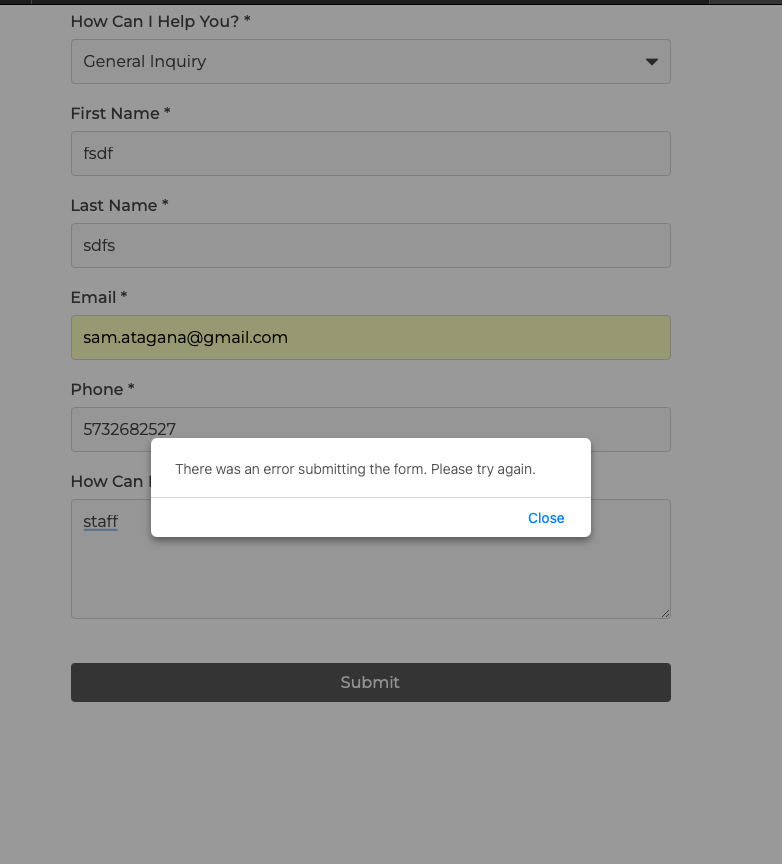 How Can I Help You? *
General Inquiry
First Name *
fsdf
Last Name *
sdfs
Email *
sam.atagana@gmail.com
Phone *
5732682527
There was an error submitting the form. Please try again.
Close
How Can
staff
Submit